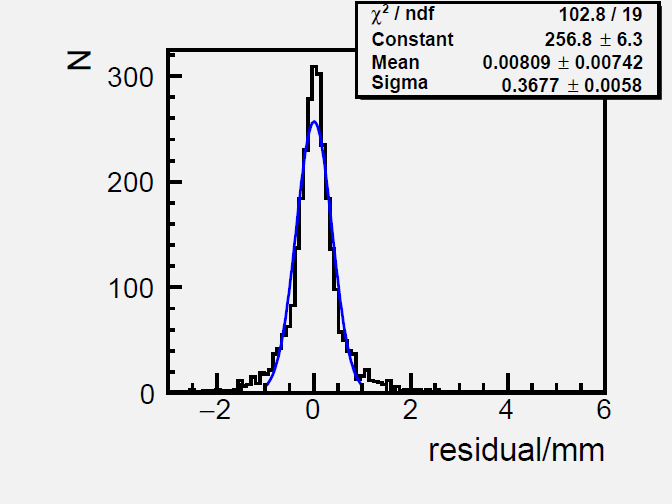 χ² / ndf 102.8 / 19
Constant 256.8 ± 6.3
Mean 0.00809 ± 0.00742
Sigma 0.3677 ± 0.0058
N
300
200
100
0
−2 0 2 4 6
residual/mm